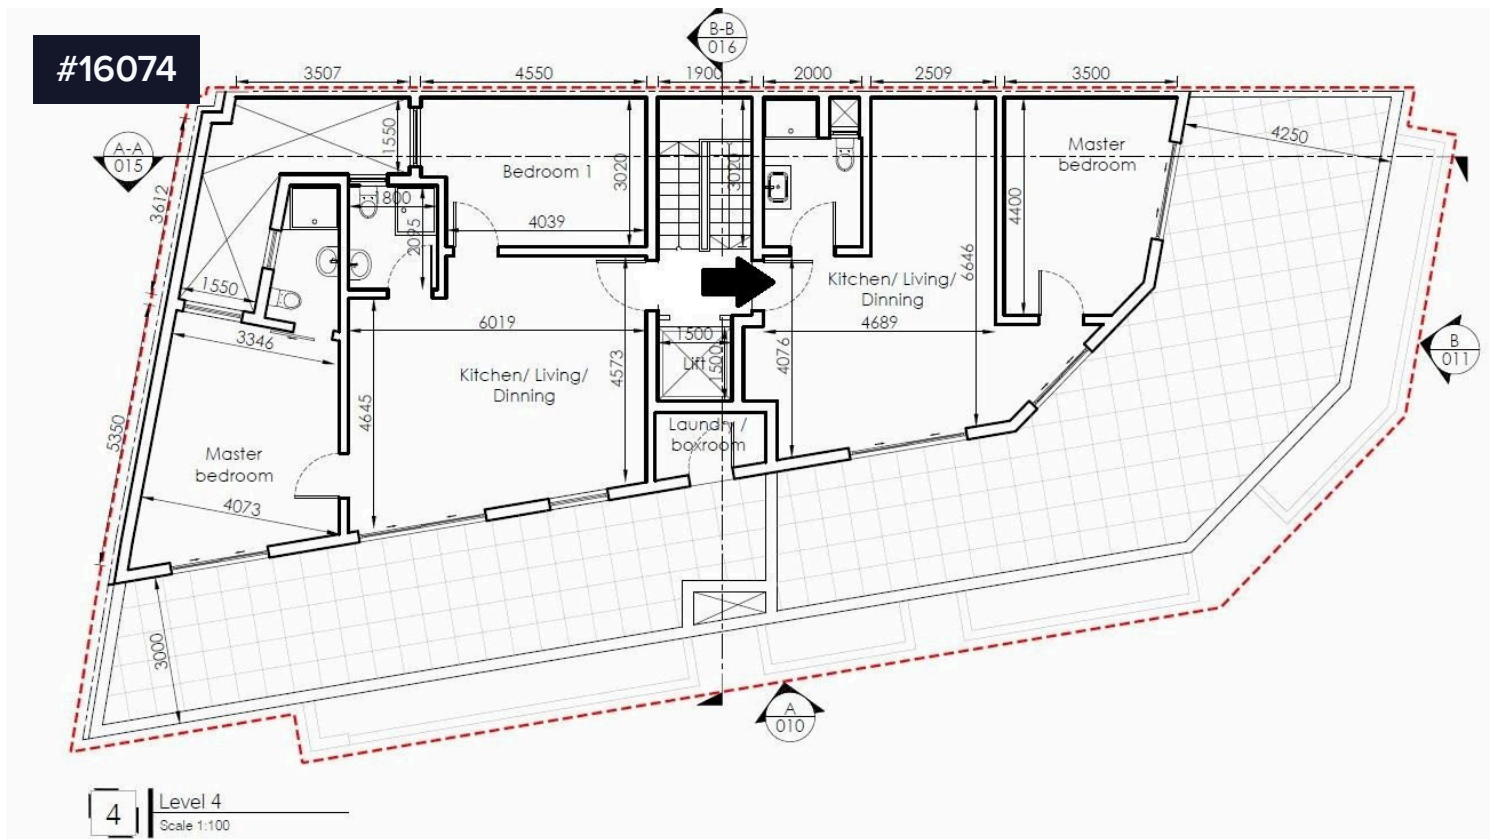 #16074
B-B
016
3507
4550
1900
2000
2509
3500
A-A
015
1550
Bedroom 1
3020
3020
Master
bedroom
4250
3612
1800
2095
4039
4400
6646
Kitchen/ Living/
Dinning
1550
3346
6019
4573
1500
1500
Lift
4689
4076
B
011
Kitchen/ Living/
Dinning
4645
5350
Laundry /
boxroom
Master
bedroom
4073
3000
A
010
4
Level 4
Scale 1:100